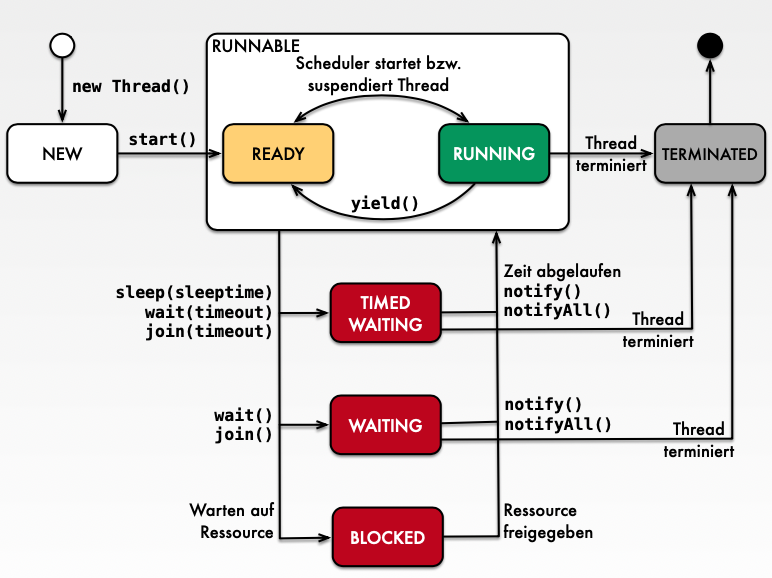 RUNNABLE
Scheduler startet bzw.
suspendiert Thread
new Thread()
NEW
start()
READY
RUNNING
Thread
terminiert
TERMINATED
yield()
sleep(sleeptime)
wait(timeout)
join(timeout)
TIMED
WAITING
Zeit abgelaufen
notify()
notifyAll()
Thread
terminiert
wait()
join()
WAITING
notify()
notifyAll()
Thread
terminiert
Warten auf
Ressource
BLOCKED
Ressource
freigegeben